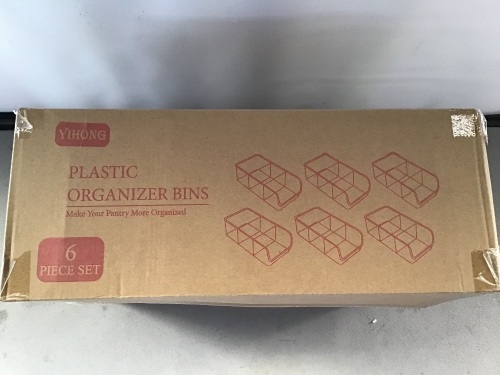 YIHONG
PLASTIC
ORGANIZER BINS
Make Your Pantry More Organized
6
PIECE SET